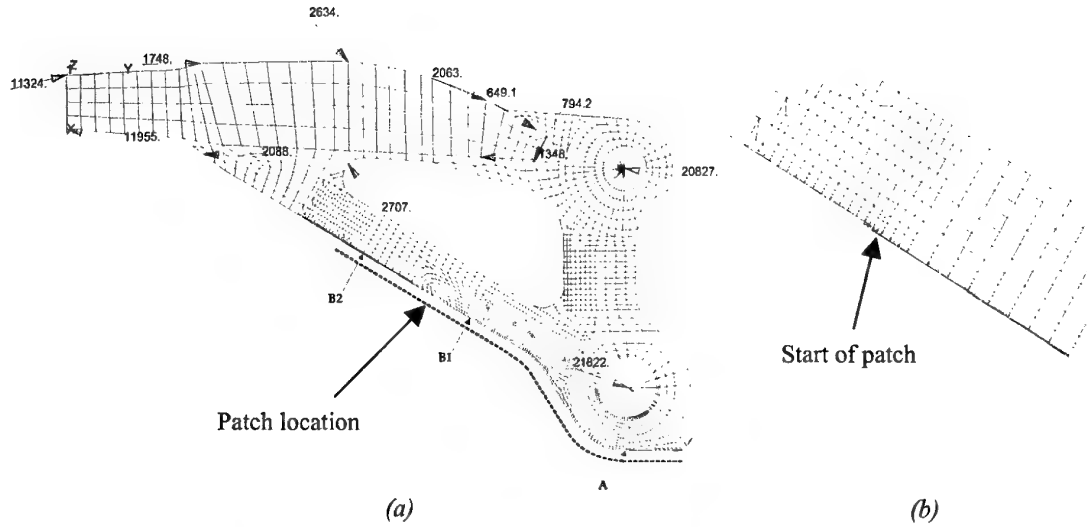 2634.
Z
Y
1748.
11324.
2063.
649.1
794.2
X
11955.
2088.
1348.
20827.
2707.
B2
B1
21822.
Patch location
A
(a)
Start of patch
(b)